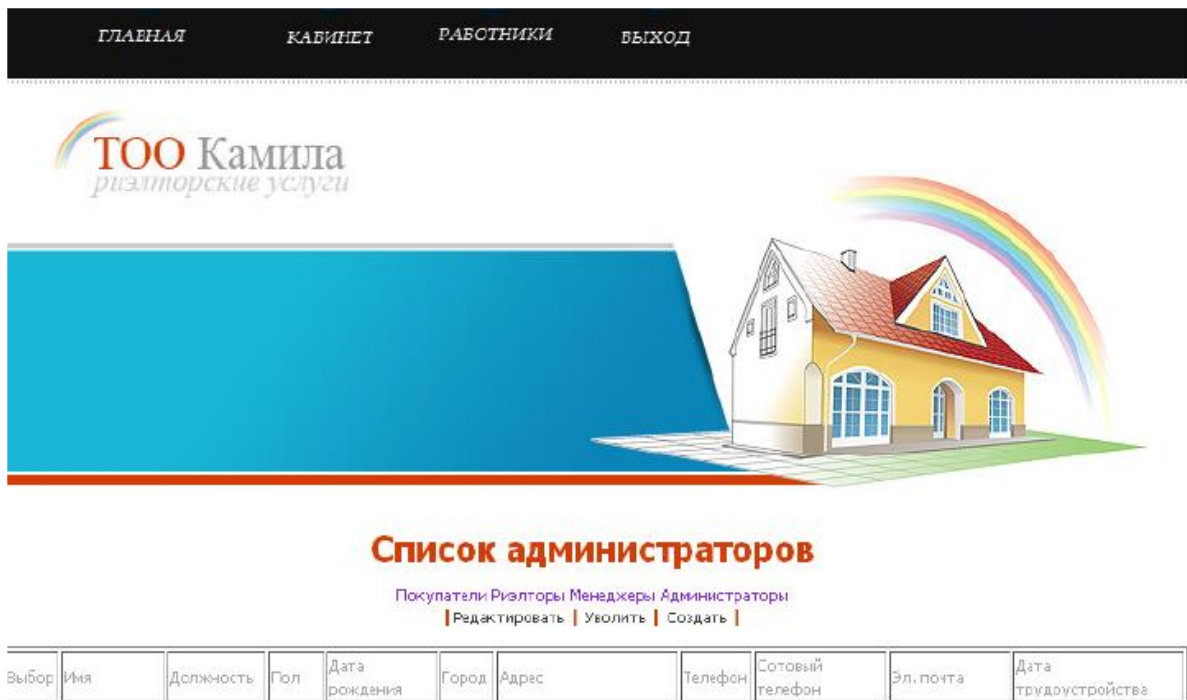 ГЛАВНАЯ КАБИНЕТ РАБОТНИКИ ВЫХОД
ТОО Камила
риэлторские услуги
Список администраторов
Покупатели Риэлторы Менеджеры Администраторы
|Редактировать | Уволить | Создать |
Выбор Имя Должность Пол Дата рождения Город Адрес Телефон Сотовый телефон Эл. почта Дата трудоустройства